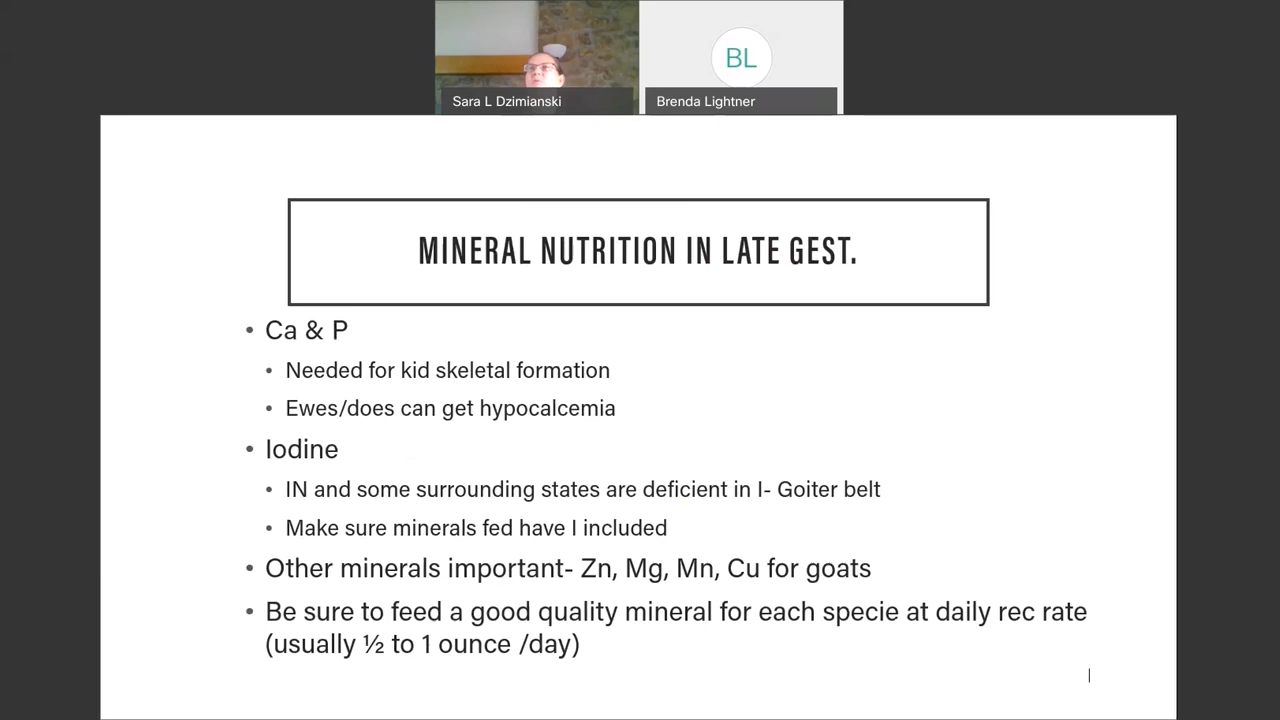 BL
Sara L Dzimianski
Brenda Lightner
MINERAL NUTRITION IN LATE GEST.
• Ca & P
• Needed for kid skeletal formation
• Ewes/does can get hypocalcemia
• Iodine
• IN and some surrounding states are deficient in I- Goiter belt
• Make sure minerals fed have I included
• Other minerals important- Zn, Mg, Mn, Cu for goats
• Be sure to feed a good quality mineral for each specie at daily rec rate
(usually ½ to 1 ounce /day)